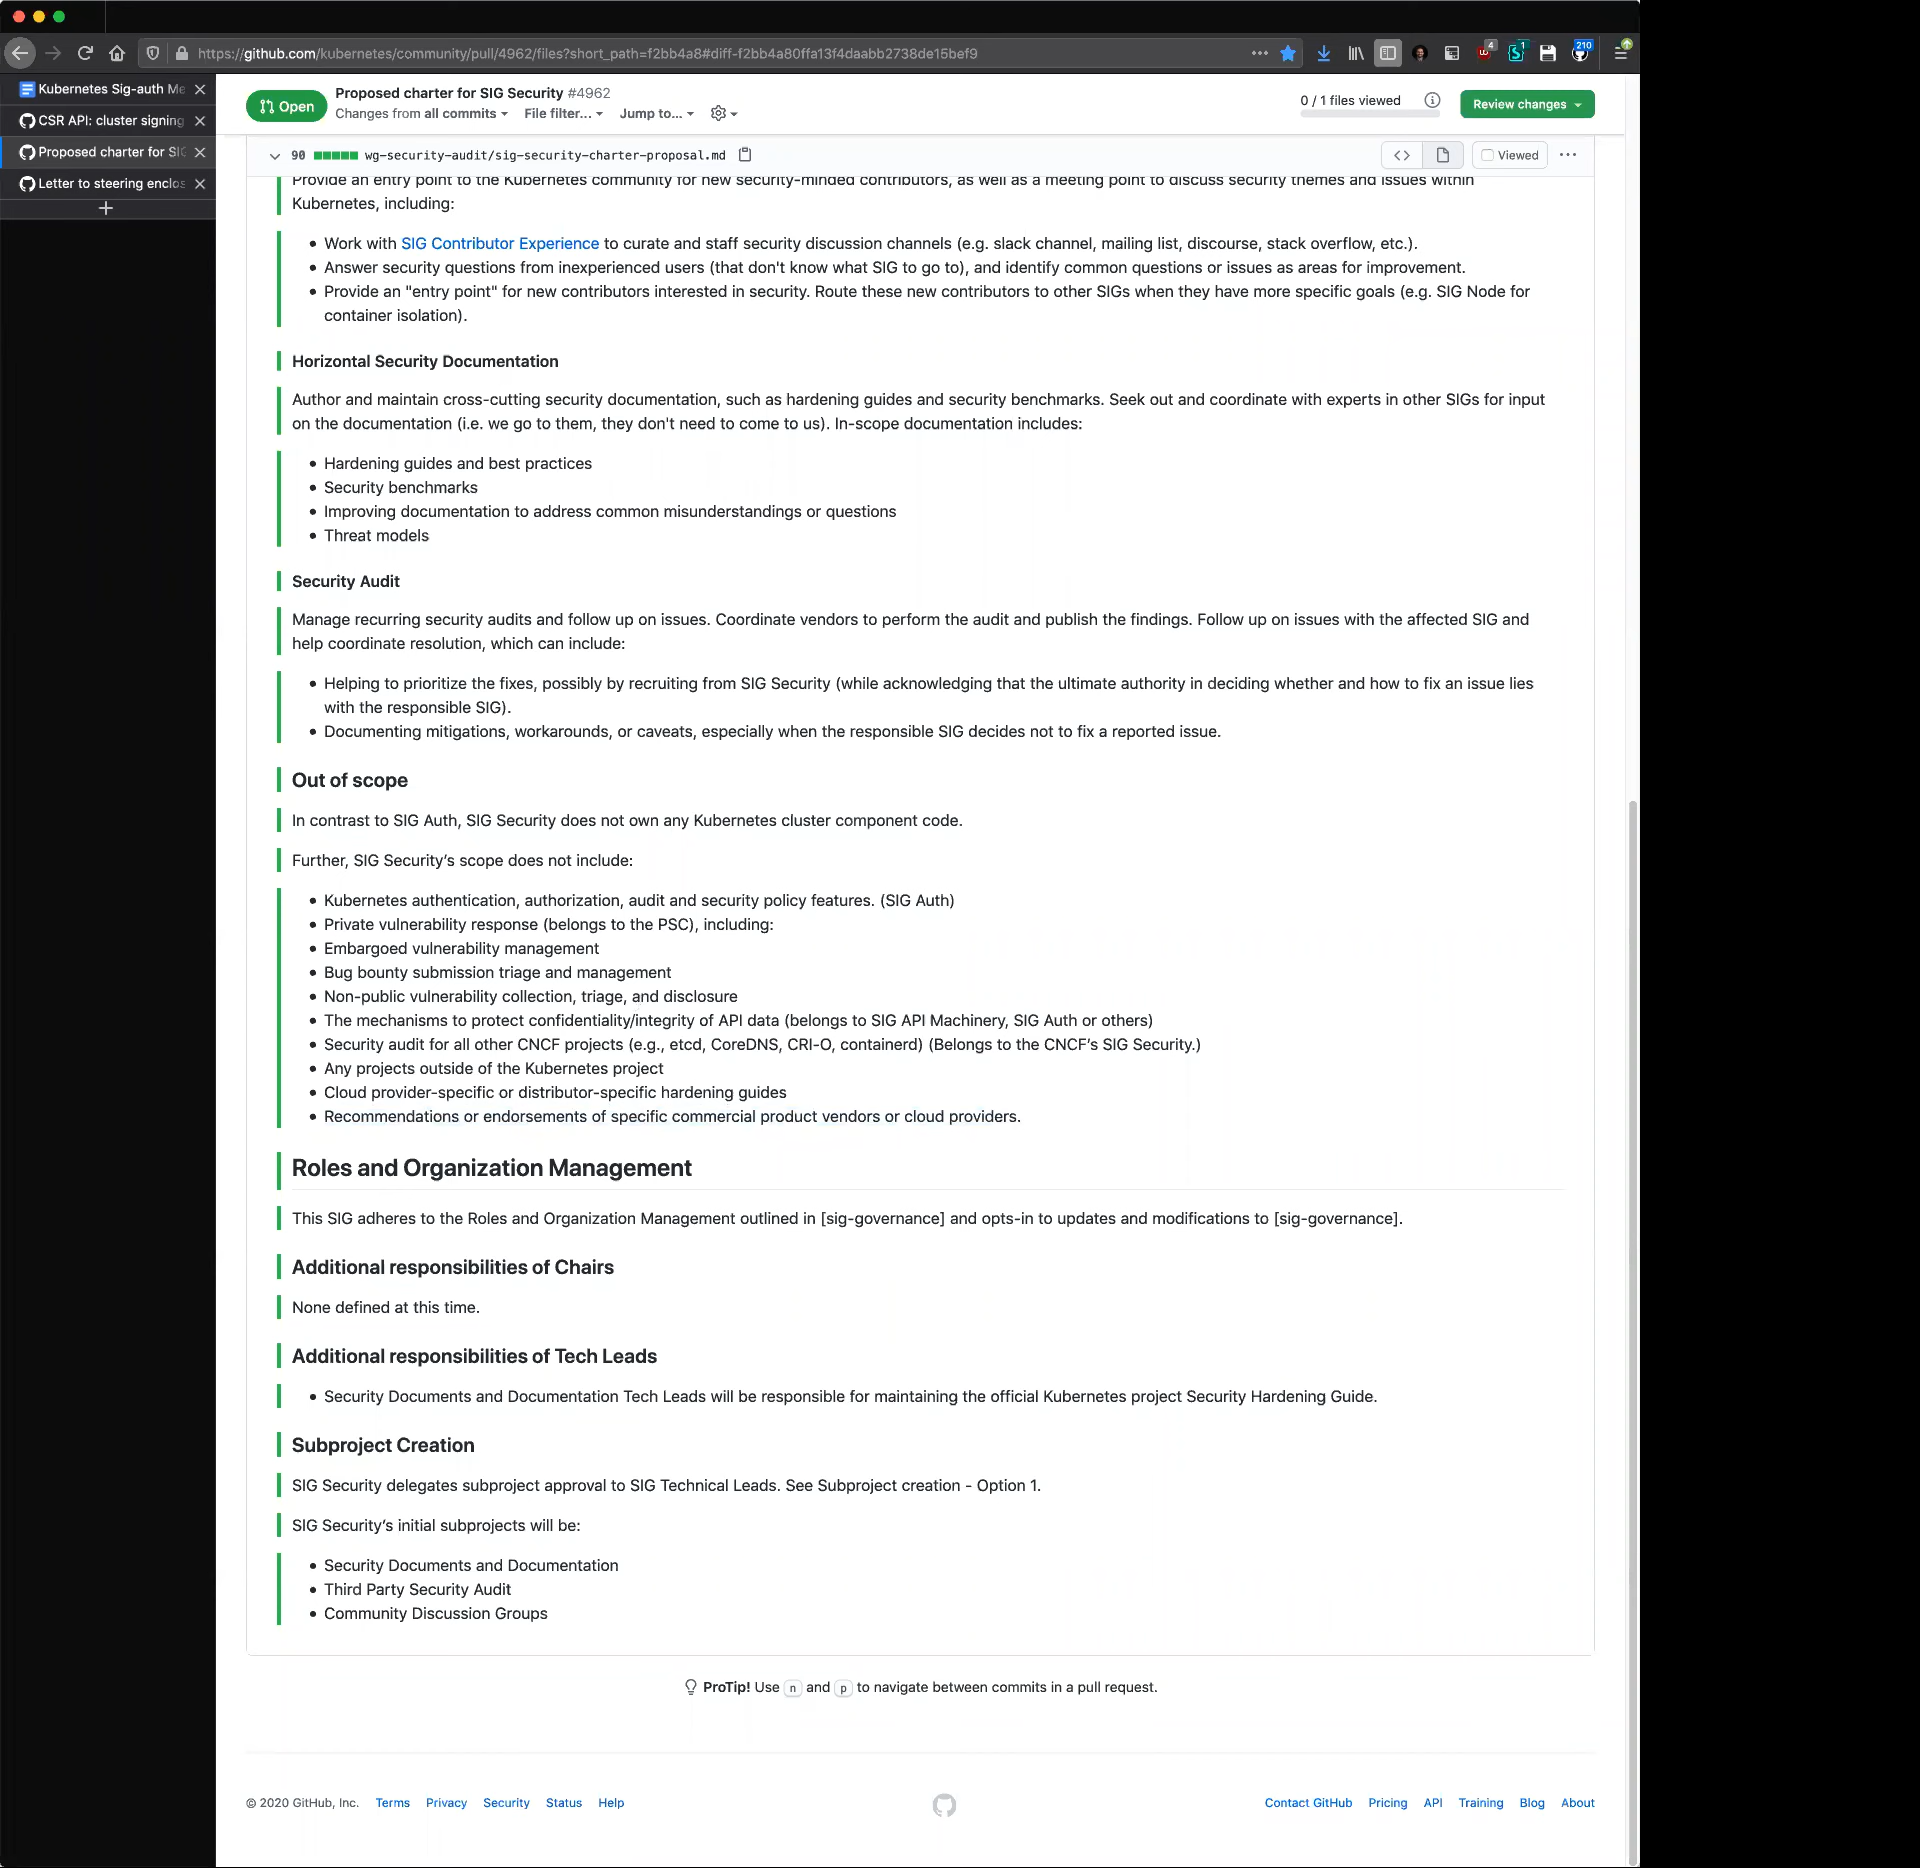 https://github.com/kubernetes/community/pull/4962/files?short_path=f2bb4a8#diff-f2bb4a80ffa13f4daabb2738de15bef9
4
1
210
Kubernetes Sig-auth Me
CSR API: cluster signing
Proposed charter for SIG
Letter to steering enclos
Open
Proposed charter for SIG Security #4962
Changes from all commits
File filter...
Jump to...
0 / 1 files viewed
Review changes
90 wg-security-audit/sig-security-charter-proposal.md
Viewed
Provide an entry point to the Kubernetes community for new security-minded contributors, as well as a meeting point to discuss security themes and issues within
Kubernetes, including:
• Work with SIG Contributor Experience to curate and staff security discussion channels (e.g. slack channel, mailing list, discourse, stack overflow, etc.).
• Answer security questions from inexperienced users (that don't know what SIG to go to), and identify common questions or issues as areas for improvement.
• Provide an "entry point" for new contributors interested in security. Route these new contributors to other SIGs when they have more specific goals (e.g. SIG Node for
container isolation).
Horizontal Security Documentation
Author and maintain cross-cutting security documentation, such as hardening guides and security benchmarks. Seek out and coordinate with experts in other SIGs for input
on the documentation (i.e. we go to them, they don't need to come to us). In-scope documentation includes:
• Hardening guides and best practices
• Security benchmarks
• Improving documentation to address common misunderstandings or questions
• Threat models
Security Audit
Manage recurring security audits and follow up on issues. Coordinate vendors to perform the audit and publish the findings. Follow up on issues with the affected SIG and
help coordinate resolution, which can include:
• Helping to prioritize the fixes, possibly by recruiting from SIG Security (while acknowledging that the ultimate authority in deciding whether and how to fix an issue lies
with the responsible SIG).
• Documenting mitigations, workarounds, or caveats, especially when the responsible SIG decides not to fix a reported issue.
Out of scope
In contrast to SIG Auth, SIG Security does not own any Kubernetes cluster component code.
Further, SIG Security’s scope does not include:
• Kubernetes authentication, authorization, audit and security policy features. (SIG Auth)
• Private vulnerability response (belongs to the PSC), including:
• Embargoed vulnerability management
• Bug bounty submission triage and management
• Non-public vulnerability collection, triage, and disclosure
• The mechanisms to protect confidentiality/integrity of API data (belongs to SIG API Machinery, SIG Auth or others)
• Security audit for all other CNCF projects (e.g., etcd, CoreDNS, CRI-O, containerd) (Belongs to the CNCF’s SIG Security.)
• Any projects outside of the Kubernetes project
• Cloud provider-specific or distributor-specific hardening guides
• Recommendations or endorsements of specific commercial product vendors or cloud providers.
Roles and Organization Management
This SIG adheres to the Roles and Organization Management outlined in [sig-governance] and opts-in to updates and modifications to [sig-governance].
Additional responsibilities of Chairs
None defined at this time.
Additional responsibilities of Tech Leads
• Security Documents and Documentation Tech Leads will be responsible for maintaining the official Kubernetes project Security Hardening Guide.
Subproject Creation
SIG Security delegates subproject approval to SIG Technical Leads. See Subproject creation - Option 1.
SIG Security’s initial subprojects will be:
• Security Documents and Documentation
• Third Party Security Audit
• Community Discussion Groups
ProTip! Use n and p to navigate between commits in a pull request.
© 2020 GitHub, Inc. Terms Privacy Security Status Help
Contact GitHub Pricing API Training Blog About